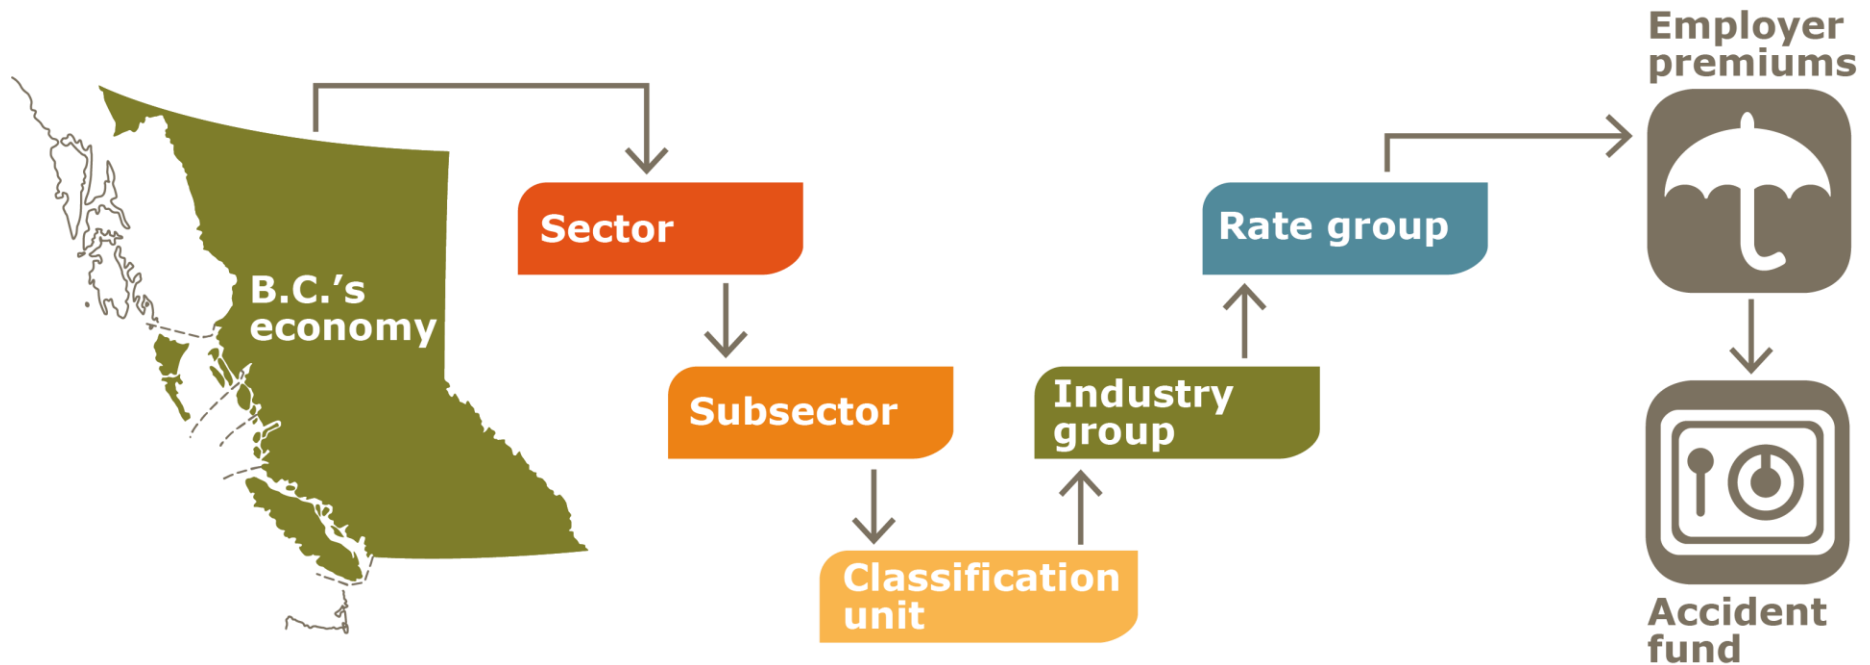 B.C.'s
economy
Sector
Subsector
Classification
unit
Industry
group
Rate group
Employer
premiums
Accident
fund